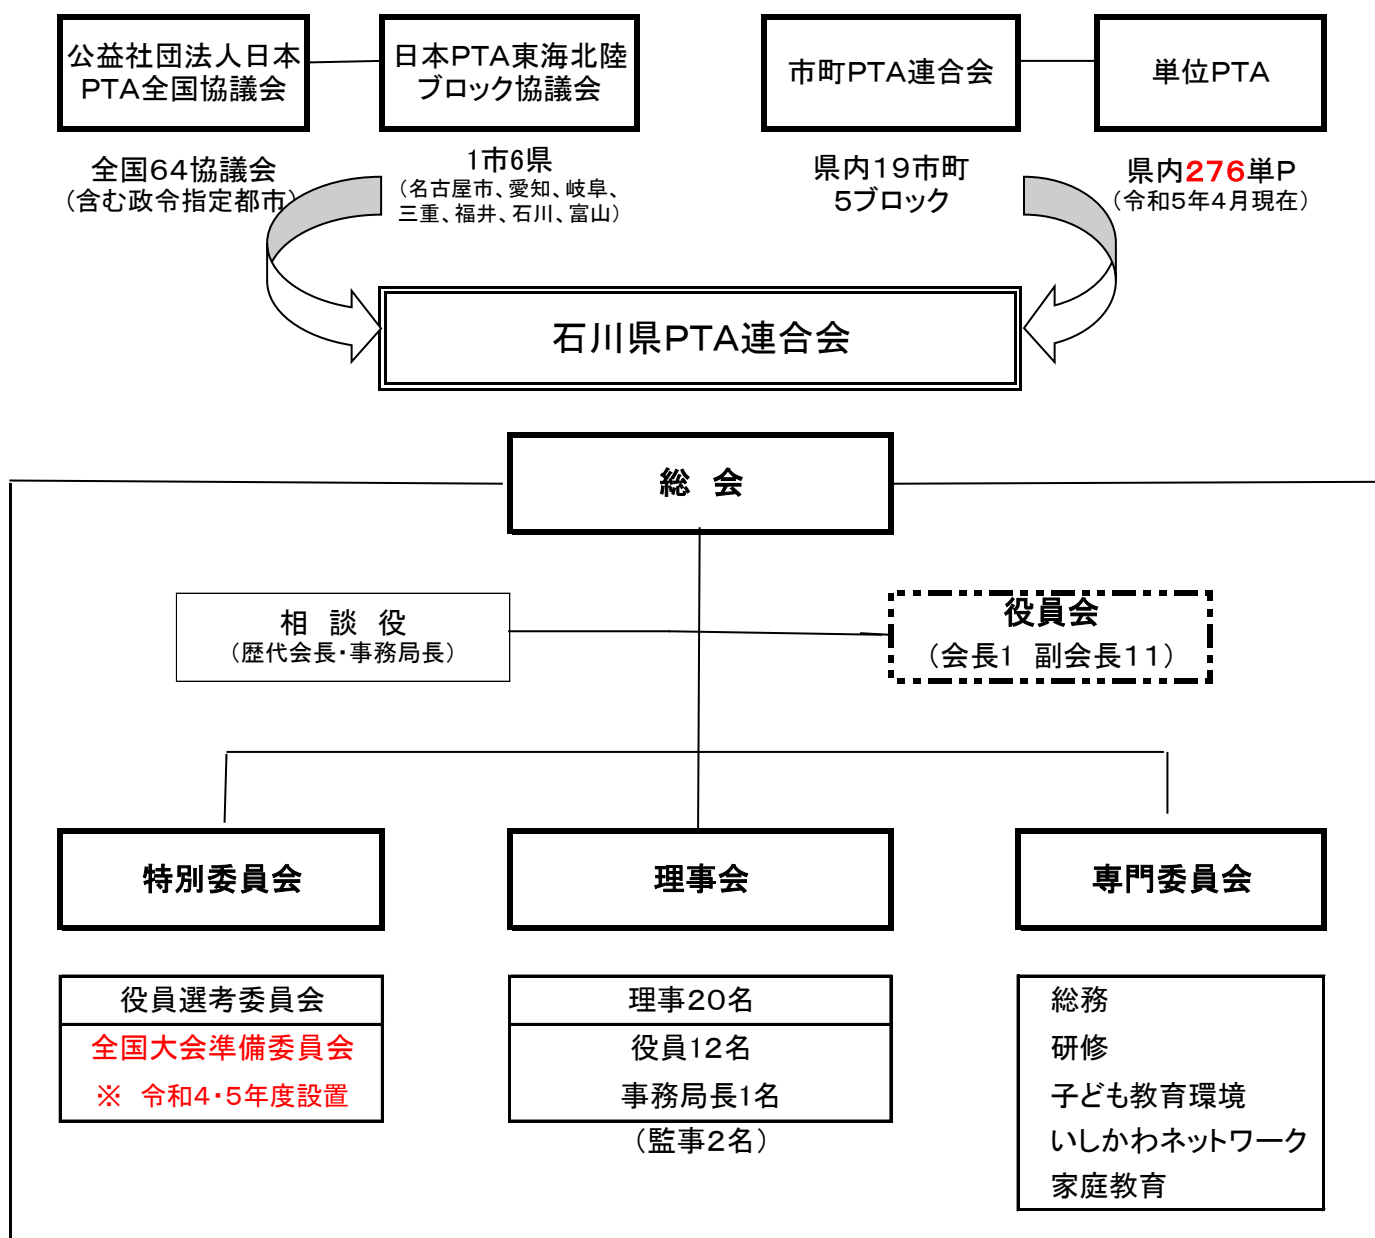 公益社団法人日本
PTA全国協議会
日本PTA東海北陸
ブロック協議会
市町PTA連合会
単位PTA
全国64協議会
(含む政令指定都市)
1市6県
(名古屋市、愛知、岐阜、
三重、福井、石川、富山)
県内19市町
5ブロック
県内276単P
(令和5年4月現在)
石川県PTA連合会
総 会
相 談 役
(歴代会長・事務局長)
役員会
(会長1 副会長11)
特別委員会
理事会
専門委員会
役員選考委員会
全国大会準備委員会
※ 令和4・5年度設置
理事20名
役員12名
事務局長1名
(監事2名)
総務
研修
子ども教育環境
いしかわネットワーク
家庭教育